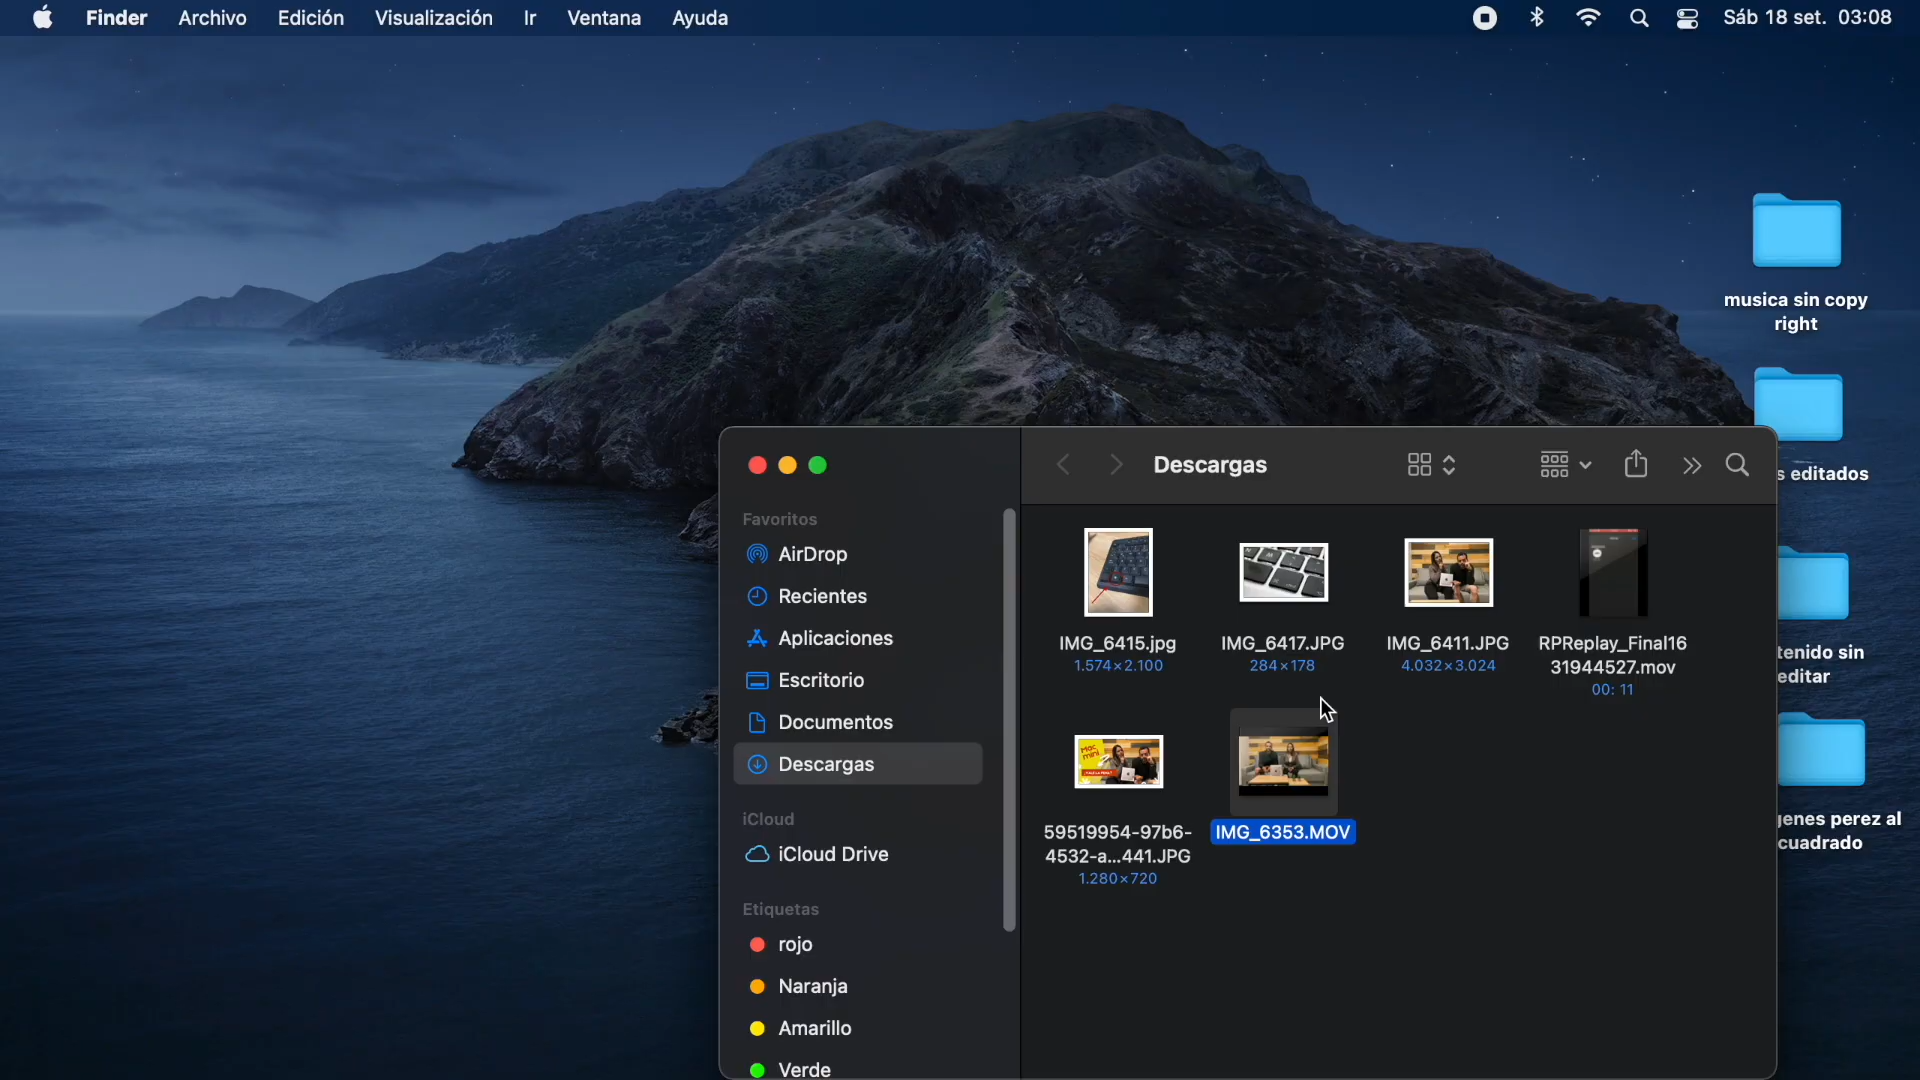 Finder Archivo Edición Visualización Ir Ventana Ayuda Sáb 18 set. 03:08
musica sin copy
right
s editados
tenido sin
editar
genes perez al
cuadrado
Descargas
Favoritos
AirDrop
Recientes
Aplicaciones
Escritorio
Documentos
Descargas
iCloud
iCloud Drive
Etiquetas
rojo
Naranja
Amarillo
Verde
IMG_6415.jpg
1.574×2.100
IMG_6417.JPG
284×178
IMG_6411.JPG
4.032×3.024
RPReplay_Final16
31944527.mov
00: 11
Mac
mini
59519954-97b6-
4532-a...441.JPG
1.280×720
IMG_6353.MOV